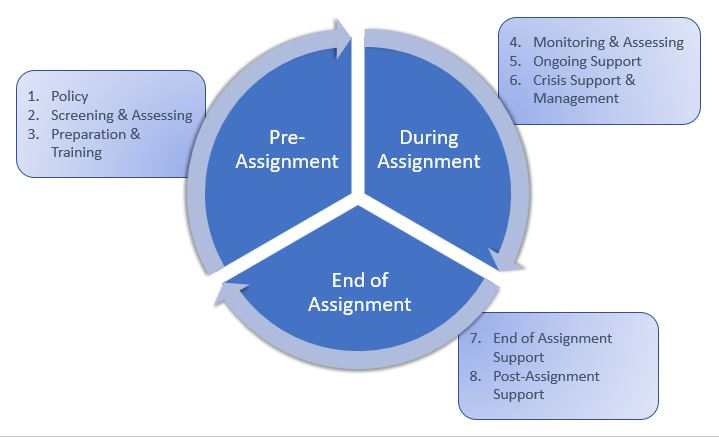 1. Policy
2. Screening & Assessing
3. Preparation &
Training
Pre-
Assignment
During
Assignment
4. Monitoring & Assessing
5. Ongoing Support
6. Crisis Support &
Management
End of
Assignment
7. End of Assignment
Support
8. Post-Assignment
Support